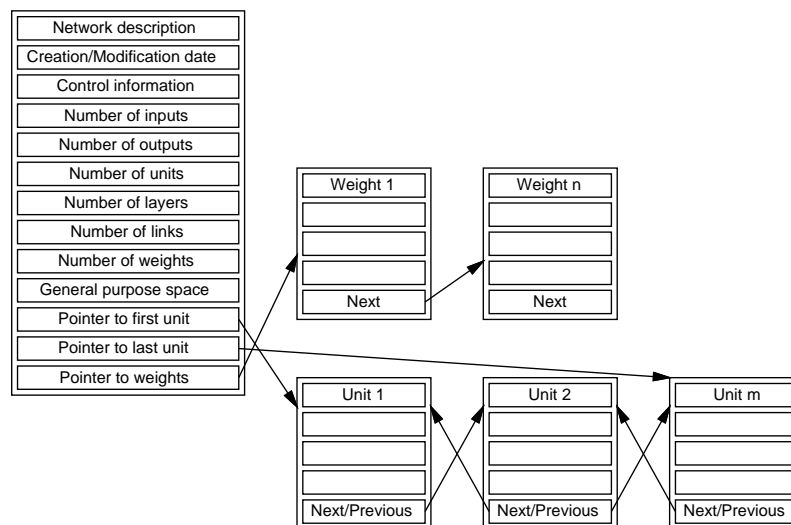 Network description
Creation/Modification date
Control information
Number of inputs
Number of outputs
Number of units
Number of layers
Number of links
Number of weights
General purpose space
Pointer to first unit
Pointer to last unit
Pointer to weights
Weight 1
Next
Weight n
Next
Unit 1
Next/Previous
Unit 2
Next/Previous
Unit m
Next/Previous